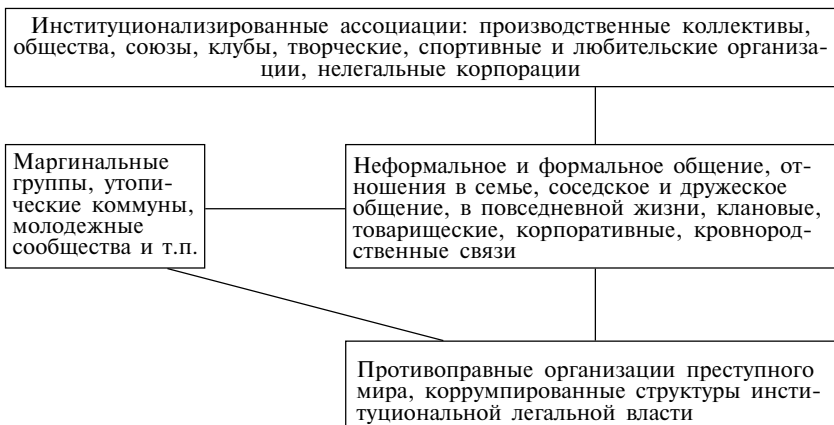 Институционализированные ассоциации: производственные коллективы,
общества, союзы, клубы, творческие, спортивные и любительские организа-
ции, нелегальные корпорации
Маргинальные
группы, утопи-
ческие коммуны,
молодежные
сообщества и т.п.
Неформальное и формальное общение, от-
ношения в семье, соседское и дружеское
общение, в повседневной жизни, клановые,
товарищеские, корпоративные, кровнород-
ственные связи
Противоправные организации преступного
мира, коррумпированные структуры инсти-
туциональной легальной власти